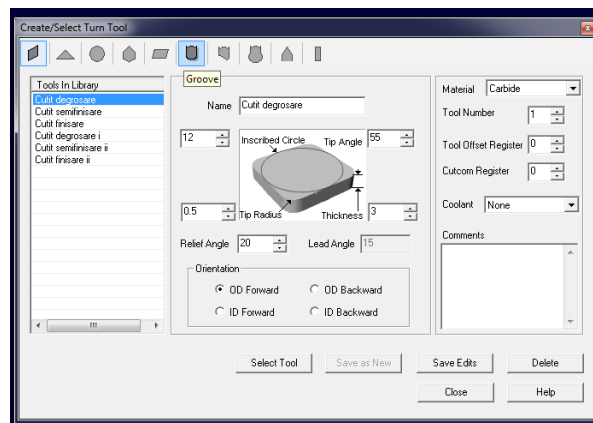 Create/Select Turn Tool
Groove
Tools In Library
Cutit degrosare
Cutit semifinisare
Cutit finisare
Cutit degrosare i
Cutit semifinisare ii
Cutit finisare ii
Name Cutit degrosare
12 Inscribed Circle Tip Angle 55
0.5 Tip Radius Thickness 3
Relief Angle 20 Lead Angle 15
Orientation
OD Forward OD Backward
ID Forward ID Backward
Material Carbide
Tool Number 1
Tool Offset Register 0
Cutcom Register 0
Coolant None
Comments
Select Tool Save as New Save Edits Delete
Close Help